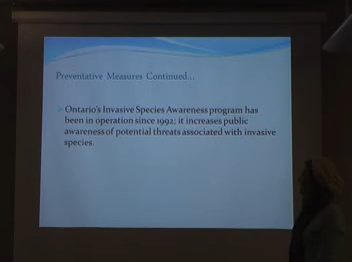 Preventative Measures Continued...
Ontario's Invasive Species Awareness program has
been in operation since 1992; it increases public
awareness of potential threats associated with invasive
species.